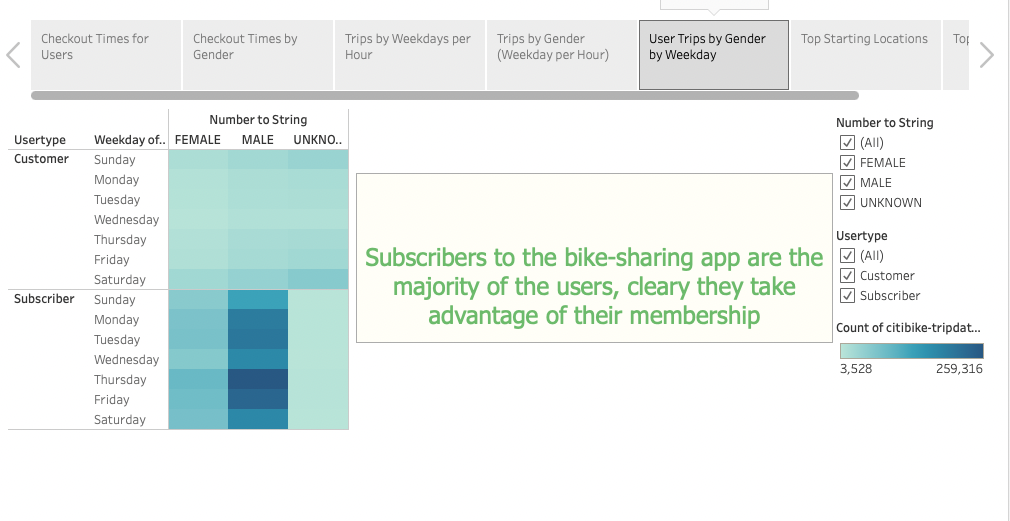 Checkout Times for
Users
Checkout Times by
Gender
Trips by Weekdays per
Hour
Trips by Gender
(Weekday per Hour)
User Trips by Gender
by Weekday
Top Starting Locations
Number to String
Usertype Weekday of.. FEMALE MALE UNKNO..
Customer Sunday
Monday
Tuesday
Wednesday
Thursday
Friday
Saturday
Subscriber Sunday
Monday
Tuesday
Wednesday
Thursday
Friday
Saturday
Subscribers to the bike-sharing app are the
majority of the users, cleary they take
advantage of their membership
Number to String
(All)
FEMALE
MALE
UNKNOWN
Usertype
(All)
Customer
Subscriber
Count of citibike-tripdat...
3,528 259,316